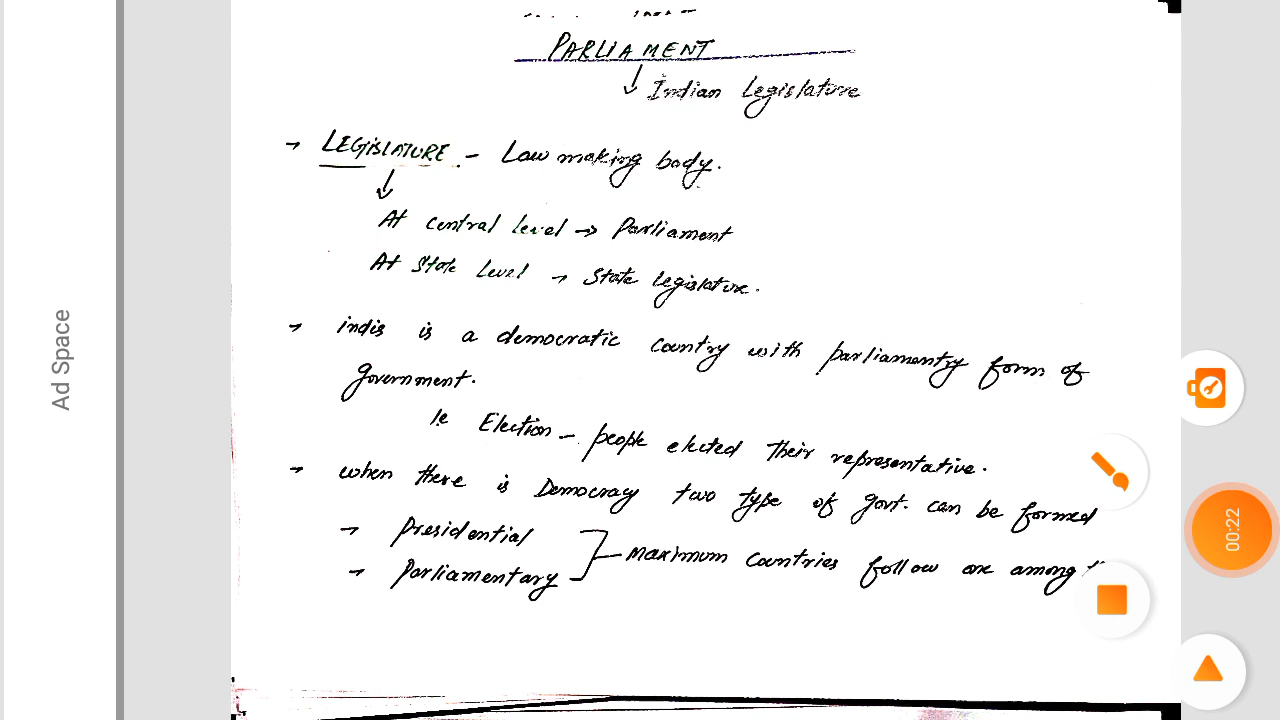 PARLIAMENT
↓ Indian Legislature
→ LEGISLATURE - Law making body.
↓
At central level → Parliament
At State Level → State legislature.
→ indis is a democratic country with parliamentry form of
government.
ie Election - people elected their representative.
→ when there is Democracy two type of govt. can be formed
→ Presidential
→ Parliamentary } - maximum countries follow one among
Ad Space
00:22